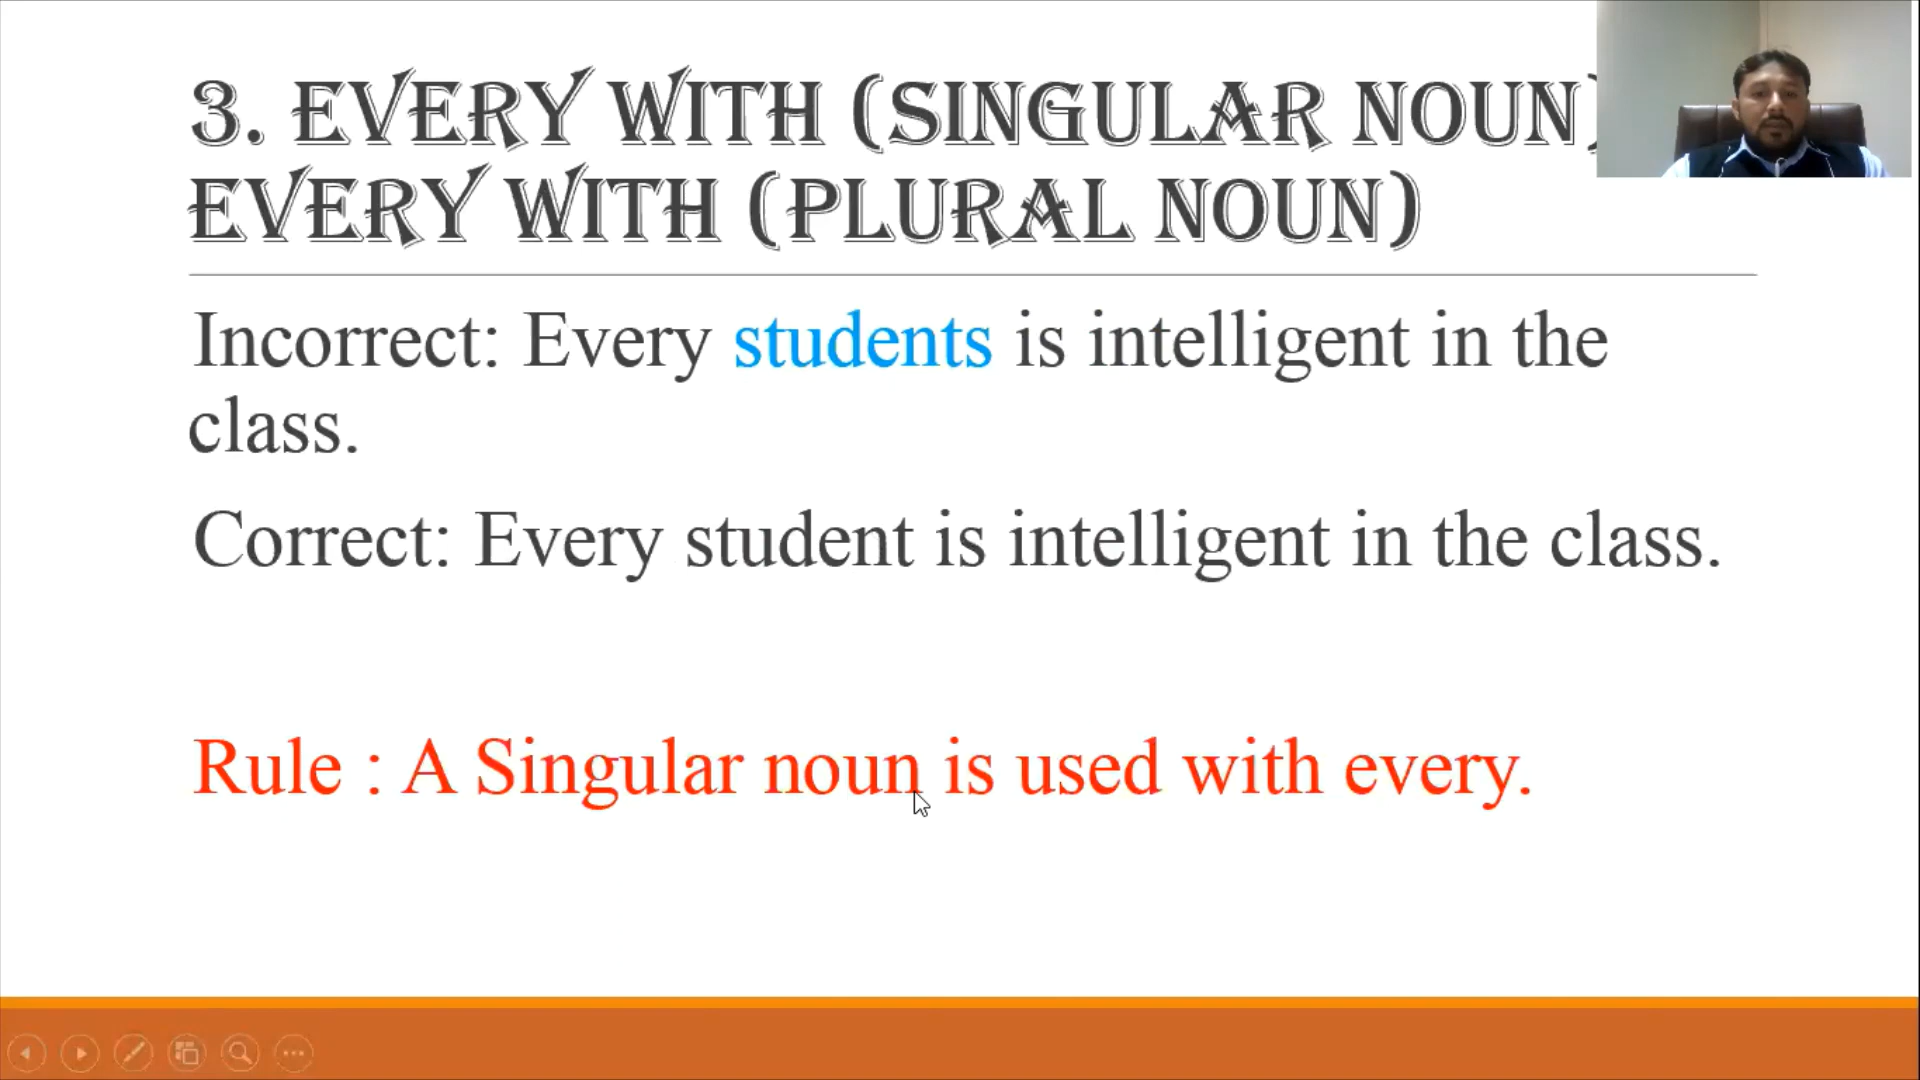 3. EVERY WITH (SINGULAR NOUN)
EVERY WITH (PLURAL NOUN)
Incorrect: Every students is intelligent in the
class.
Correct: Every student is intelligent in the class.
Rule : A Singular noun is used with every.